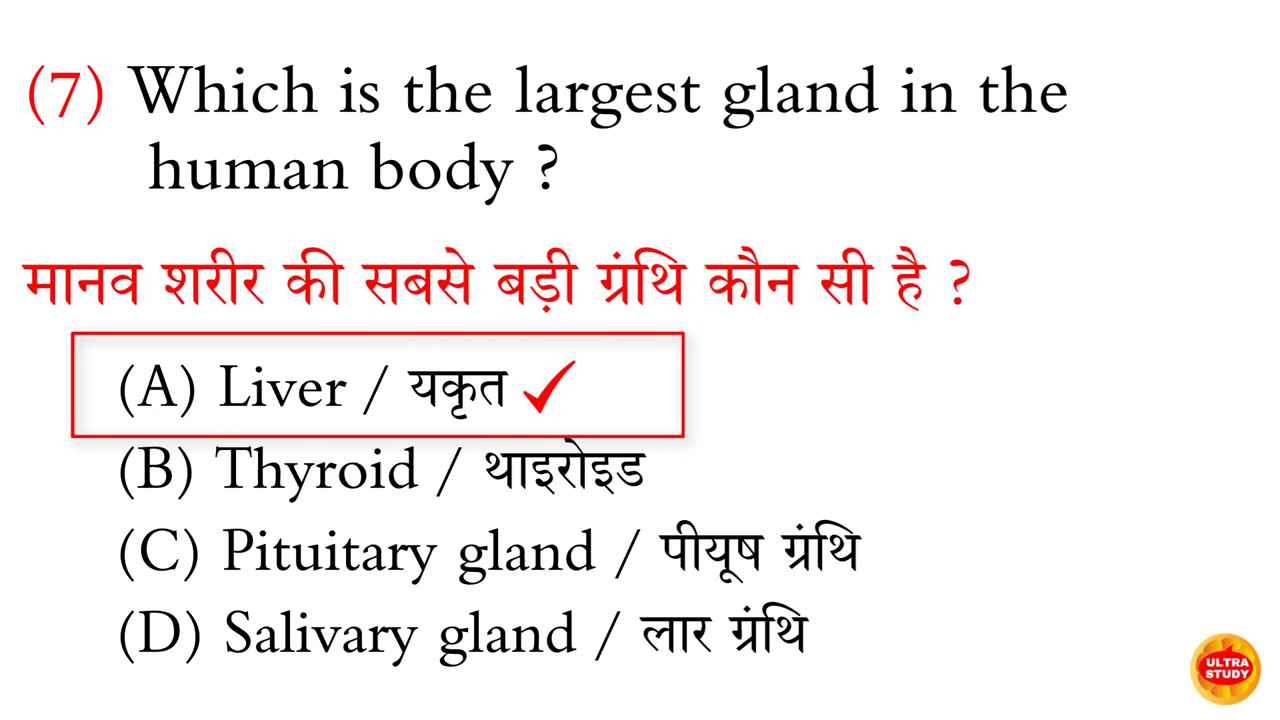 (7) Which is the largest gland in the
human body ?
मानव शरीर की सबसे बड़ी ग्रंथि कौन सी है ?
(A) Liver / यकृत ✓
(B) Thyroid / थाइरोइड
(C) Pituitary gland / पीयूष ग्रंथि
(D) Salivary gland / लार ग्रंथि
ULTRA
STUDY